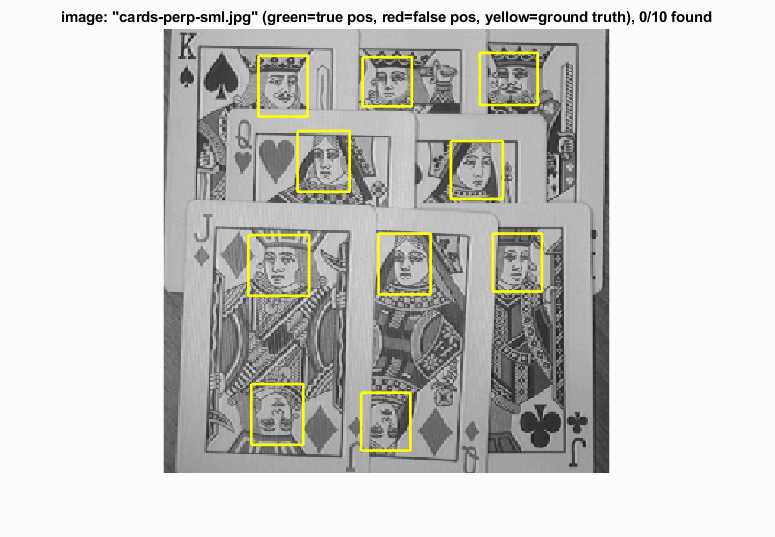 image: "cards-perp-sml.jpg" (green=true pos, red=false pos, yellow=ground truth), 0/10 found
K
Q
J
J
Q
J